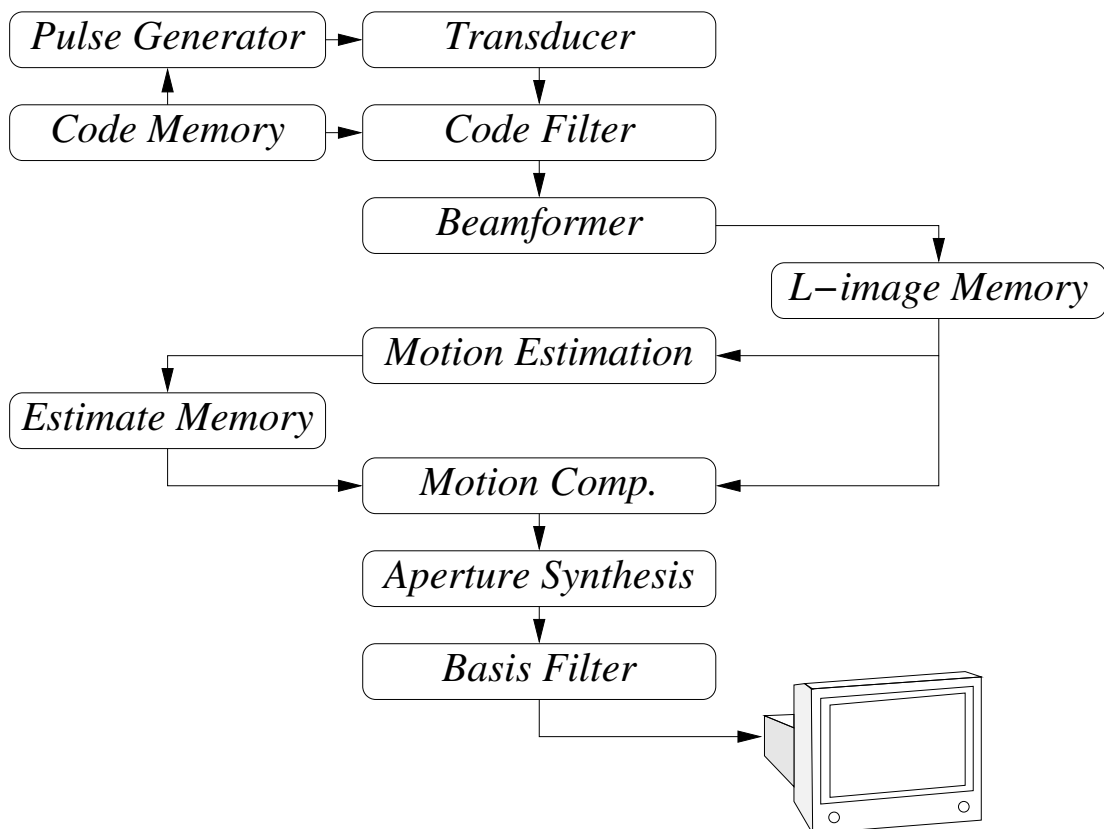 Pulse Generator
Transducer
Code Memory
Code Filter
Beamformer
L−image Memory
Motion Estimation
Estimate Memory
Motion Comp.
Aperture Synthesis
Basis Filter